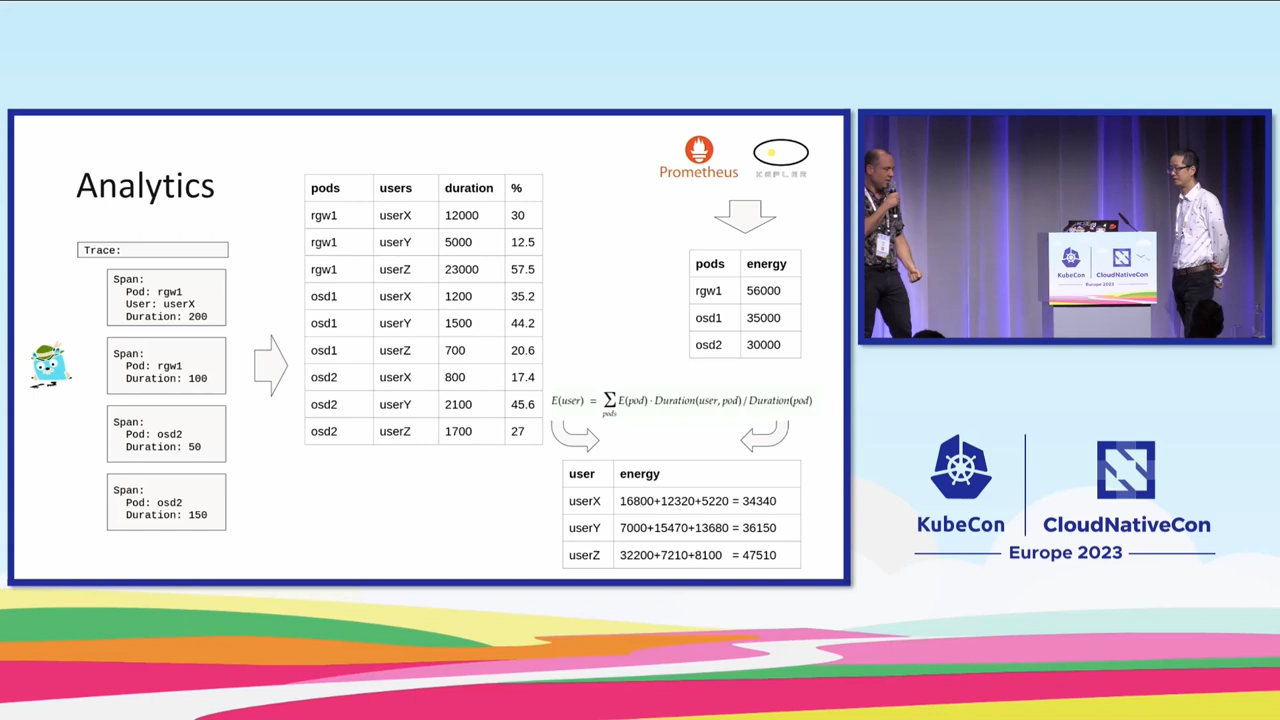 Analytics
Trace:
Span:
Pod: rgw1
User: userX
Duration: 200
Span:
Pod: rgw1
Duration: 100
Span:
Pod: osd2
Duration: 50
Span:
Pod: osd2
Duration: 150
pods users duration %
rgw1 userX 12000 30
rgw1 userY 5000 12.5
rgw1 userZ 23000 57.5
osd1 userX 1200 35.2
osd1 userY 1500 44.2
osd1 userZ 700 20.6
osd2 userX 800 17.4
osd2 userY 2100 45.6
osd2 userZ 1700 27
Prometheus
KEPLER
pods energy
rgw1 56000
osd1 35000
osd2 30000
E(user) = ∑ E(pod) · Duration(user, pod) / Duration(pod)
pods
user energy
userX 16800+12320+5220 = 34340
userY 7000+15470+13680 = 36150
userZ 32200+7210+8100 = 47510
KubeCon CloudNativeCon
Europe 2023
KubeCon CloudNativeCon
Europe 2023